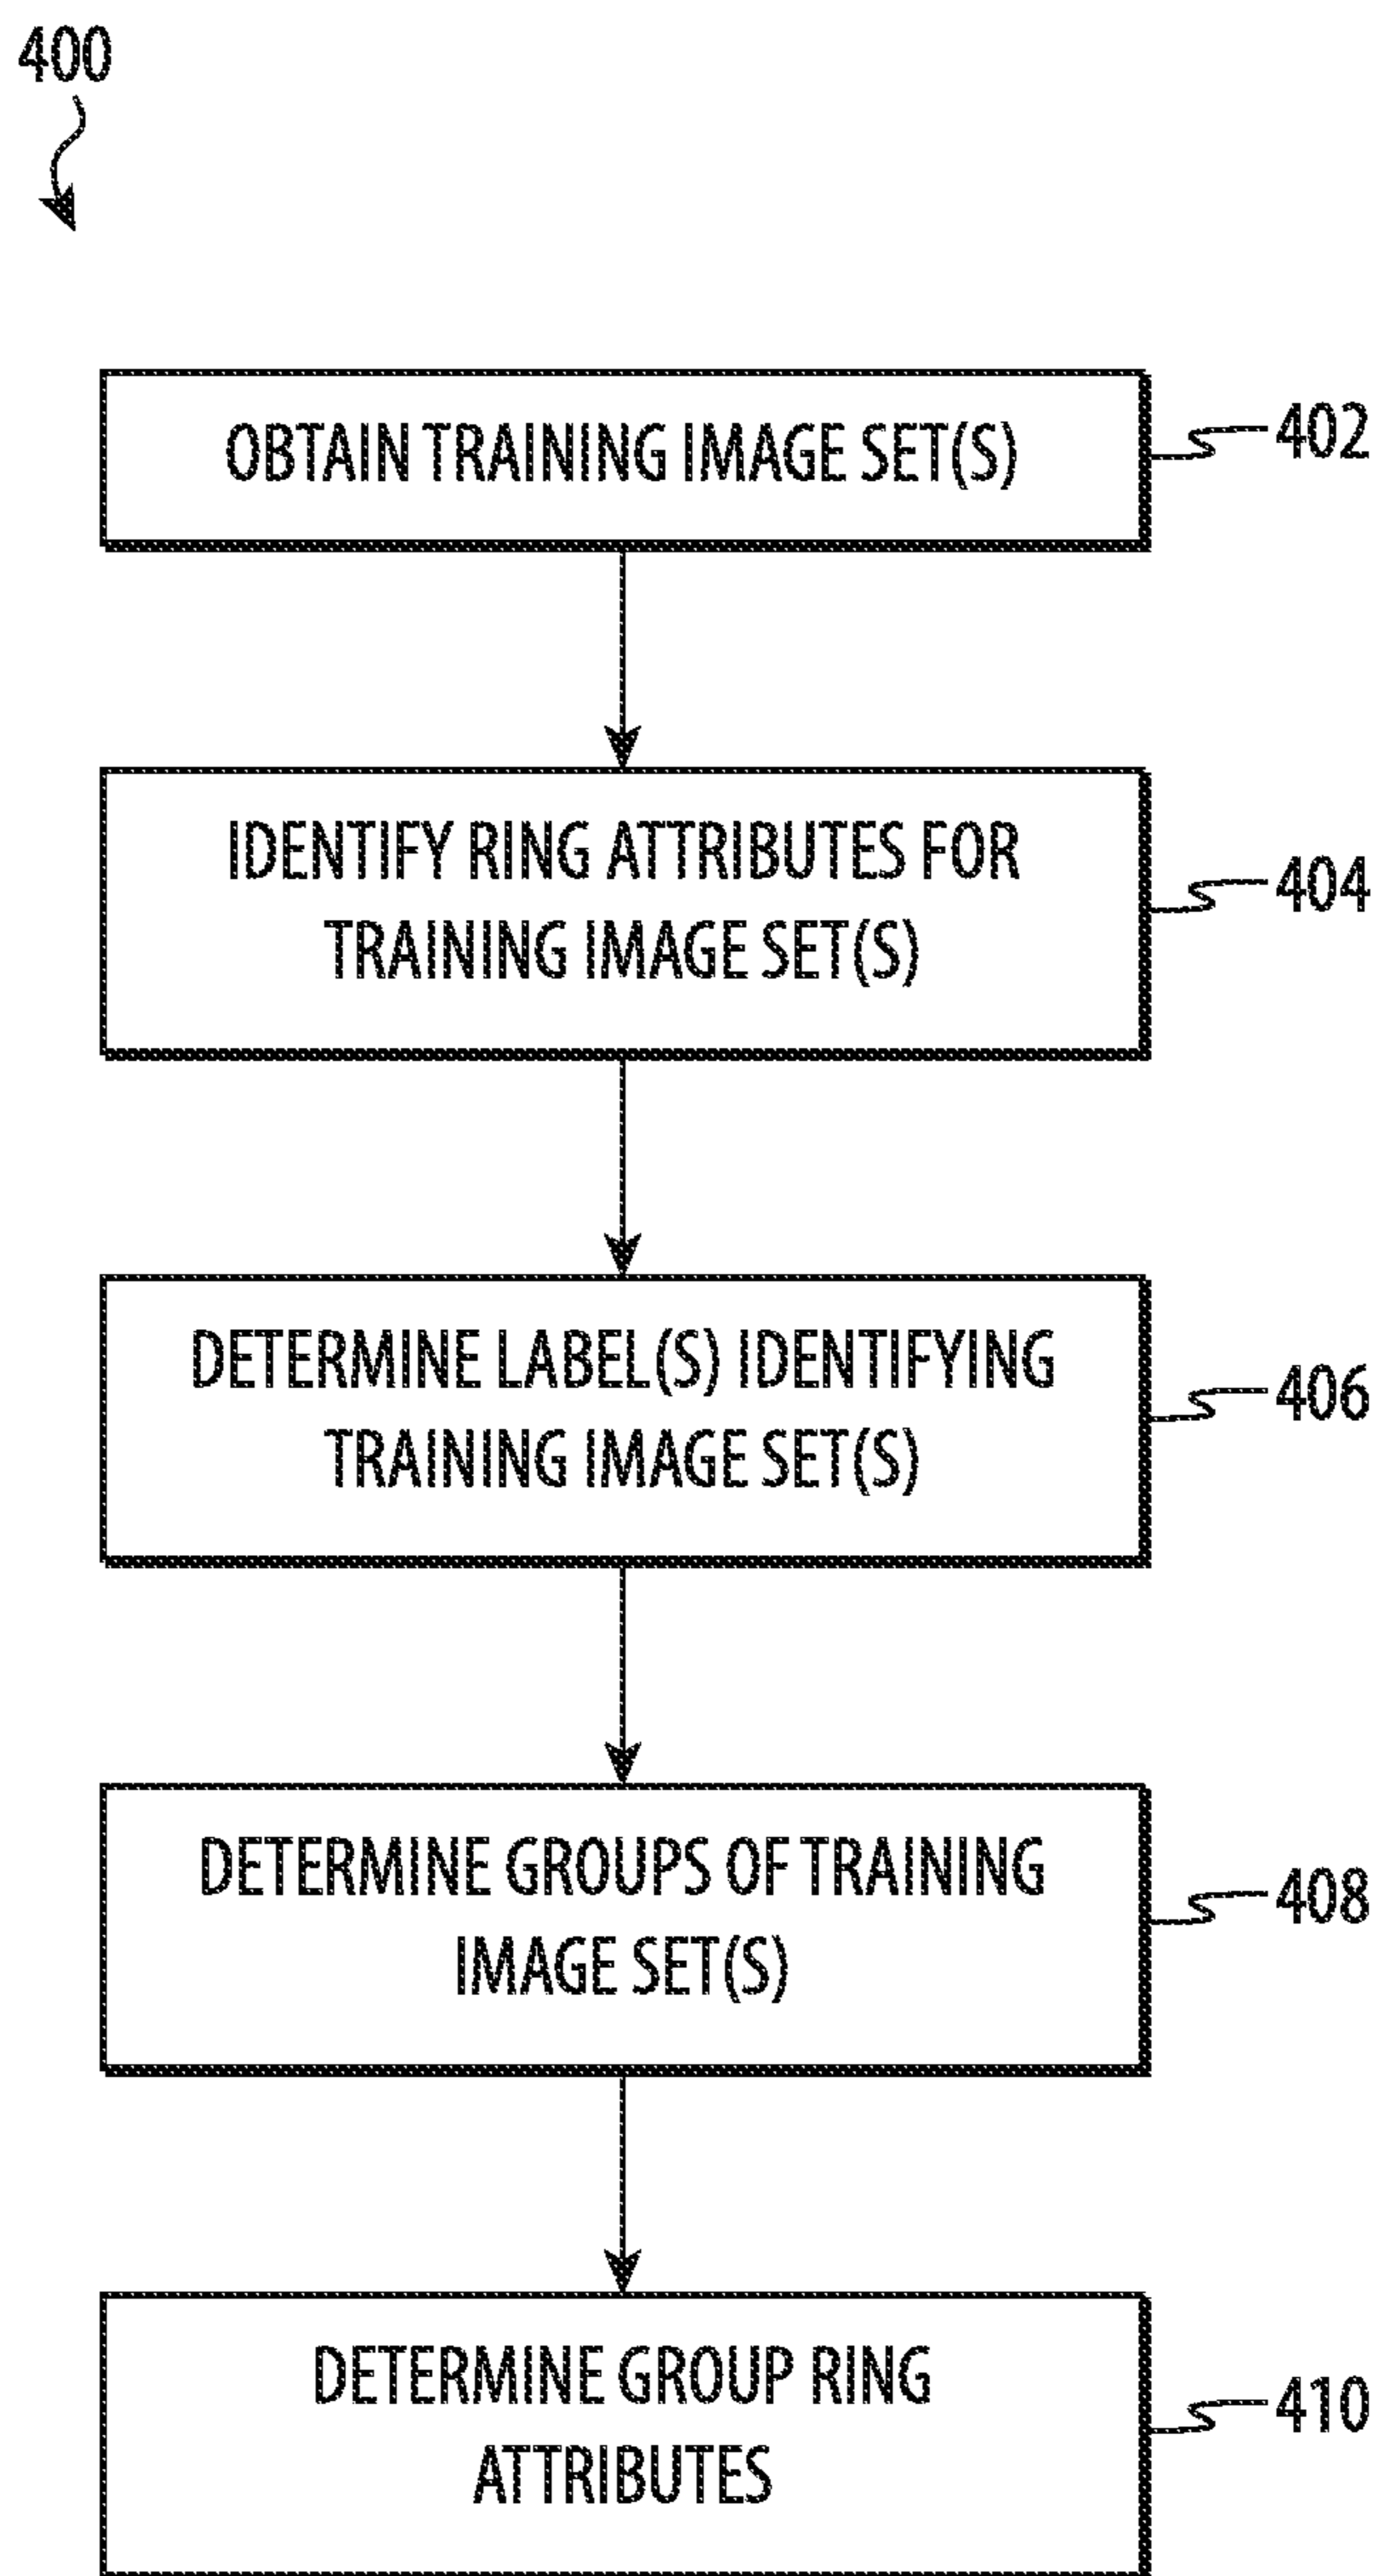 400
OBTAIN TRAINING IMAGE SET(S)
402
IDENTIFY RING ATTRIBUTES FOR
TRAINING IMAGE SET(S)
404
DETERMINE LABEL(S) IDENTIFYING
TRAINING IMAGE SET(S)
406
DETERMINE GROUPS OF TRAINING
IMAGE SET(S)
408
DETERMINE GROUP RING
ATTRIBUTES
410